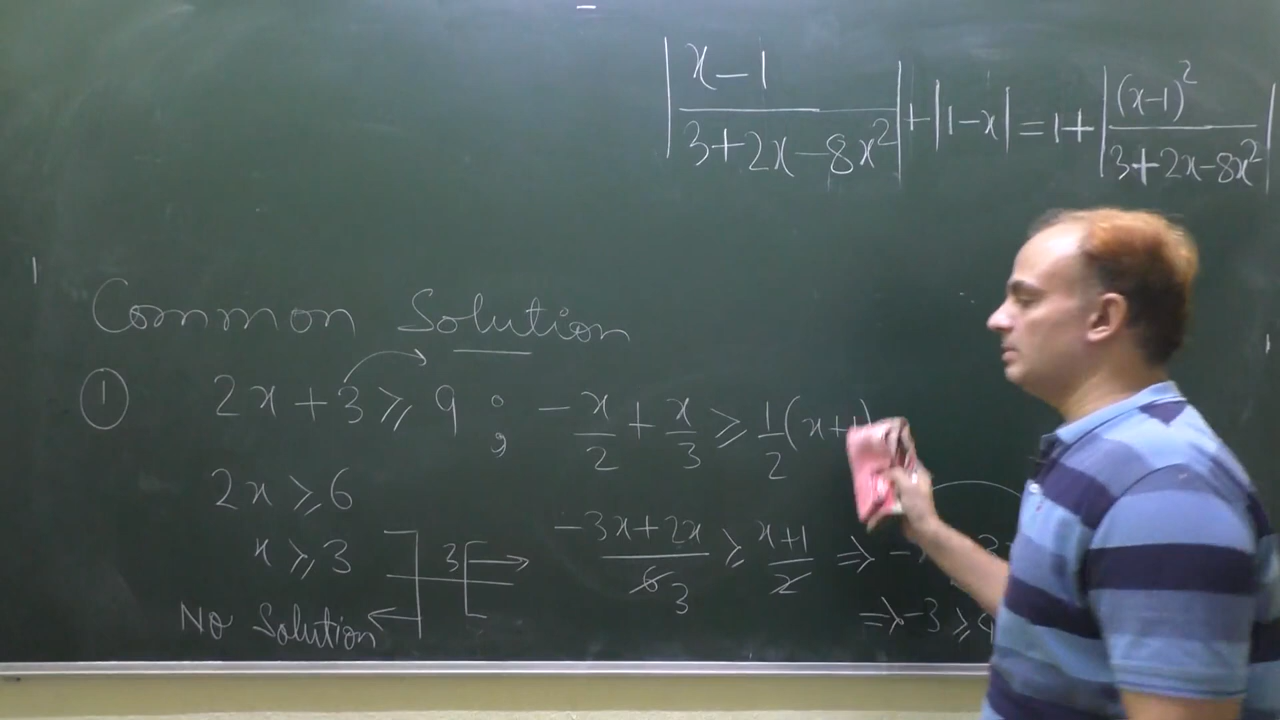 |x-1 / 3+2x-8x²| + |1-x| = 1 + |(x-1)² / 3+2x-8x²|
Common Solution
① 2x+3 ≥ 9 ; -x/2 + x/3 ≥ 1/2 (x+1)
2x ≥ 6
-3x+2x / 6 3 ≥ x+1 / 2 ⇒
x ≥ 3 3
No Solution ⇒ -3 ≥